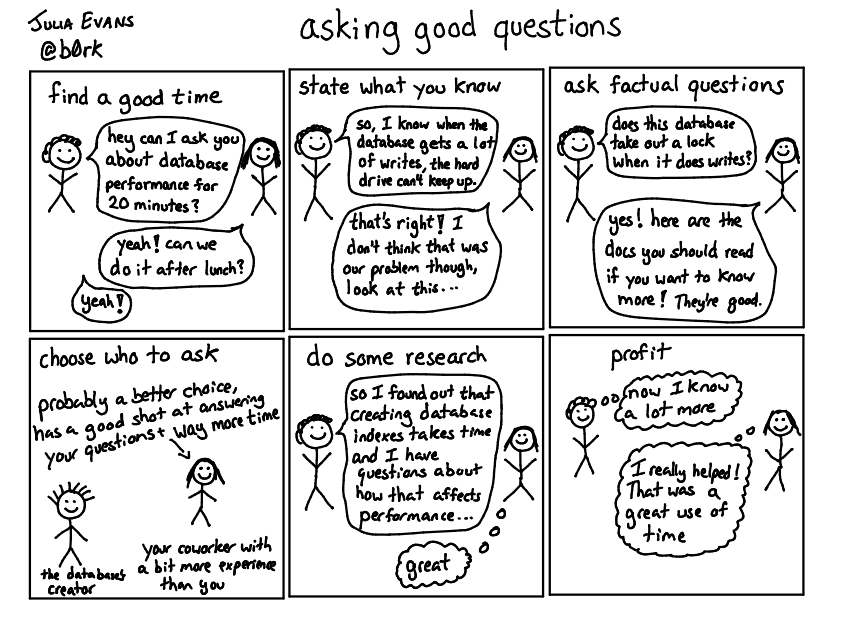 JULIA EVANS
@b0rk
asking good questions
find a good time
hey can I ask you
about database
performance for
20 minutes?
yeah! can we
do it after lunch?
yeah!
state what you know
so, I know when the
database gets a lot
of writes, the hard
drive can't keep up.
that's right! I
don't think that was
our problem though,
look at this...
ask factual questions
does this database
take out a lock
when it does writes?
yes! here are the
docs you should read
if you want to know
more! They're good.
choose who to ask
probably a better choice,
has a good shot at answering
your questions + way more time
the database's
creator
your coworker with
a bit more experience
than you
do some research
so I found out that
creating database
indexes takes time
and I have
questions about
how that affects
performance...
great
profit
now I know
a lot more
I really helped!
That was a
great use of
time